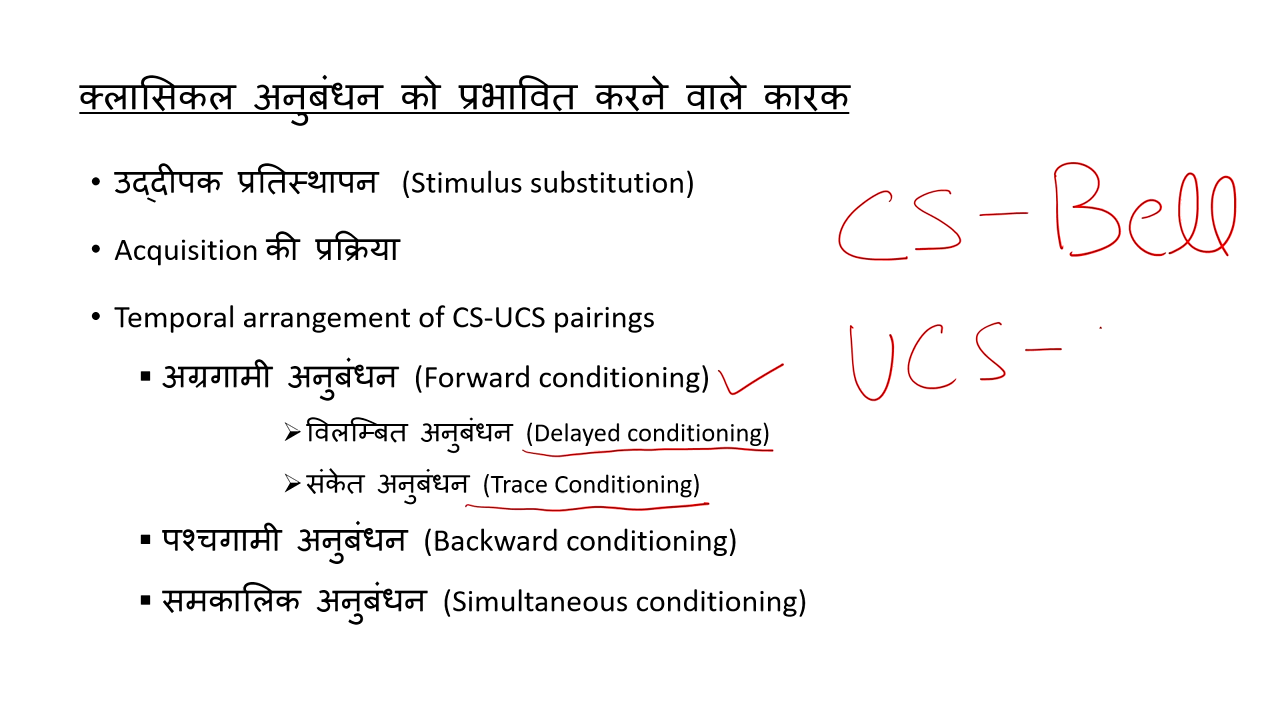 क्लासिकल अनुबंधन को प्रभावित करने वाले कारक
• उद्दीपक प्रतिस्थापन (Stimulus substitution)
• Acquisition की प्रक्रिया
• Temporal arrangement of CS-UCS pairings
▪ अग्रगामी अनुबंधन (Forward conditioning) ✓
➢ विलम्बित अनुबंधन (Delayed conditioning)
➢ संकेत अनुबंधन (Trace Conditioning)
▪ पश्चगामी अनुबंधन (Backward conditioning)
▪ समकालिक अनुबंधन (Simultaneous conditioning)
CS - Bell
UCS -